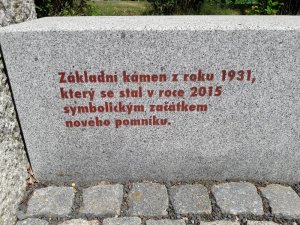 Základní kámen z roku 1931,
který se stal v roce 2015
symbolickým začátkem
nového pomníku.